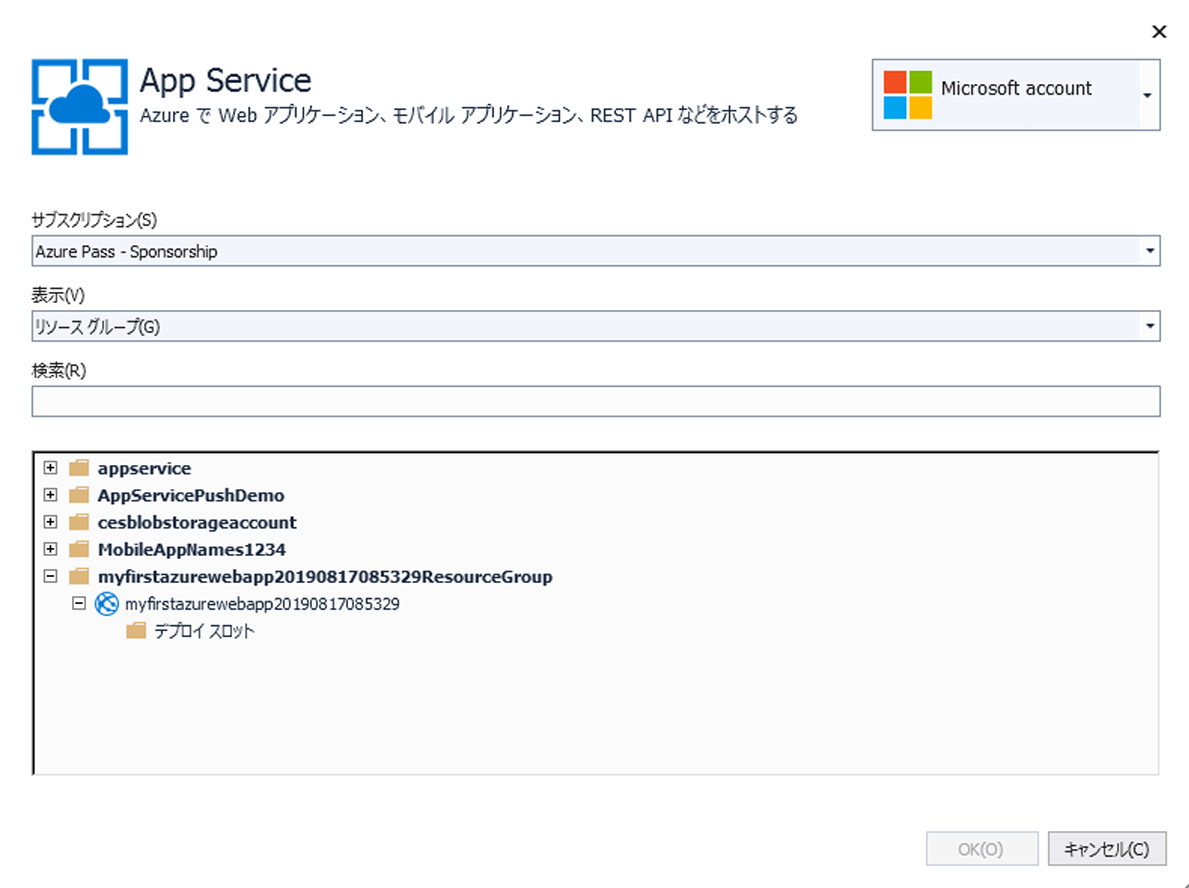 App Service
Azure で Web アプリケーション、モバイル アプリケーション、REST API などをホストする
Microsoft account
サブスクリプション(S)
Azure Pass - Sponsorship
表示(V)
リソース グループ(G)
検索(R)
appservice
AppServicePushDemo
cesblobstorageaccount
MobileAppNames1234
myfirstazurewebapp20190817085329ResourceGroup
myfirstazurewebapp20190817085329
デプロイ スロット
OK(O)
キャンセル(C)